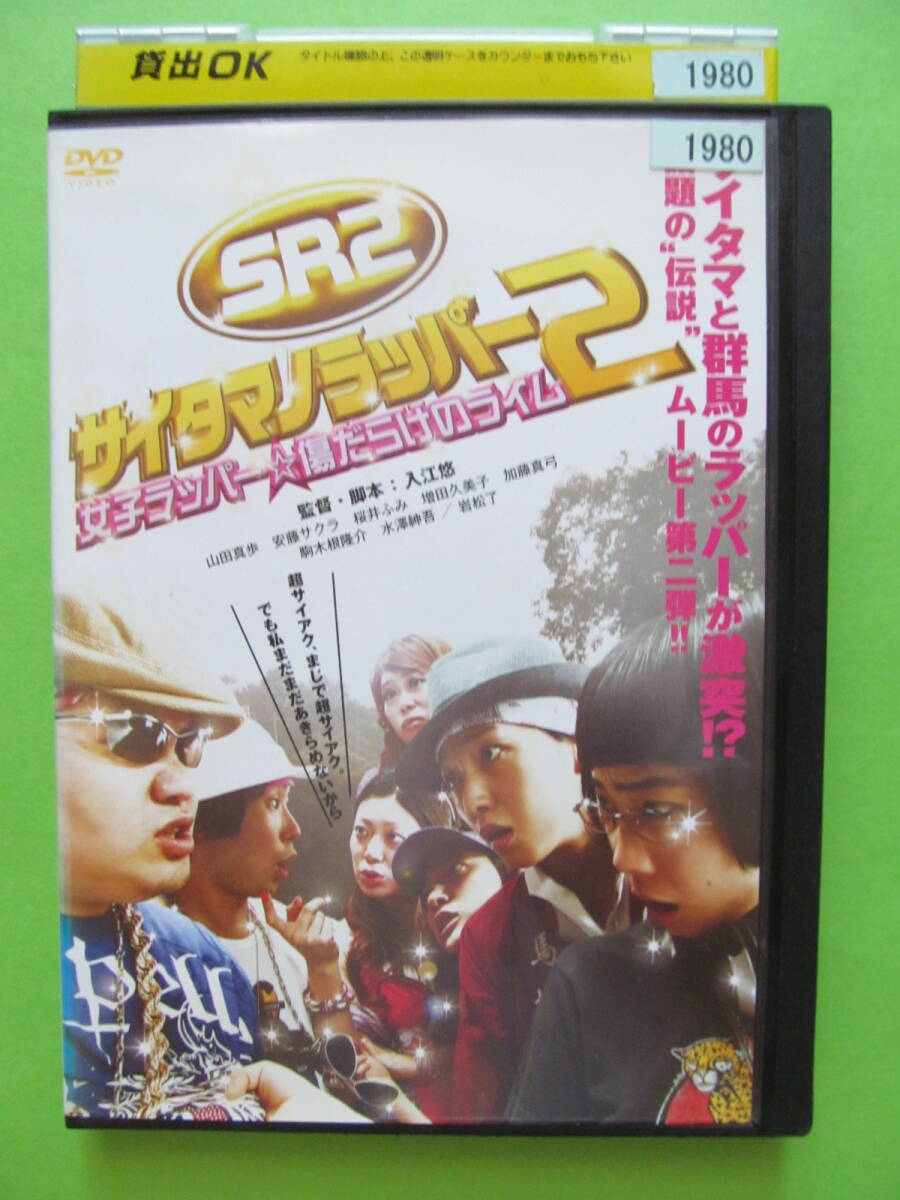 貸出OK
タイトル確認の上、この透明ケースをカウンターまでおもち下さい
1980
1980
DVD
VIDEO
SR2
サイタマノラッパー2
女子ラッパー☆傷だらけのライム
監督・脚本：入江悠
山田真歩 安藤サクラ 桜井ふみ 増田久美子 加藤真弓
駒木根隆介 水澤紳吾／岩松了
イタマと群馬のラッパーが激突!?
題の“伝説”ムービー第二弾!!
超サイアク、まじで超サイアク。
でも私まだまだあきらめないから
馬